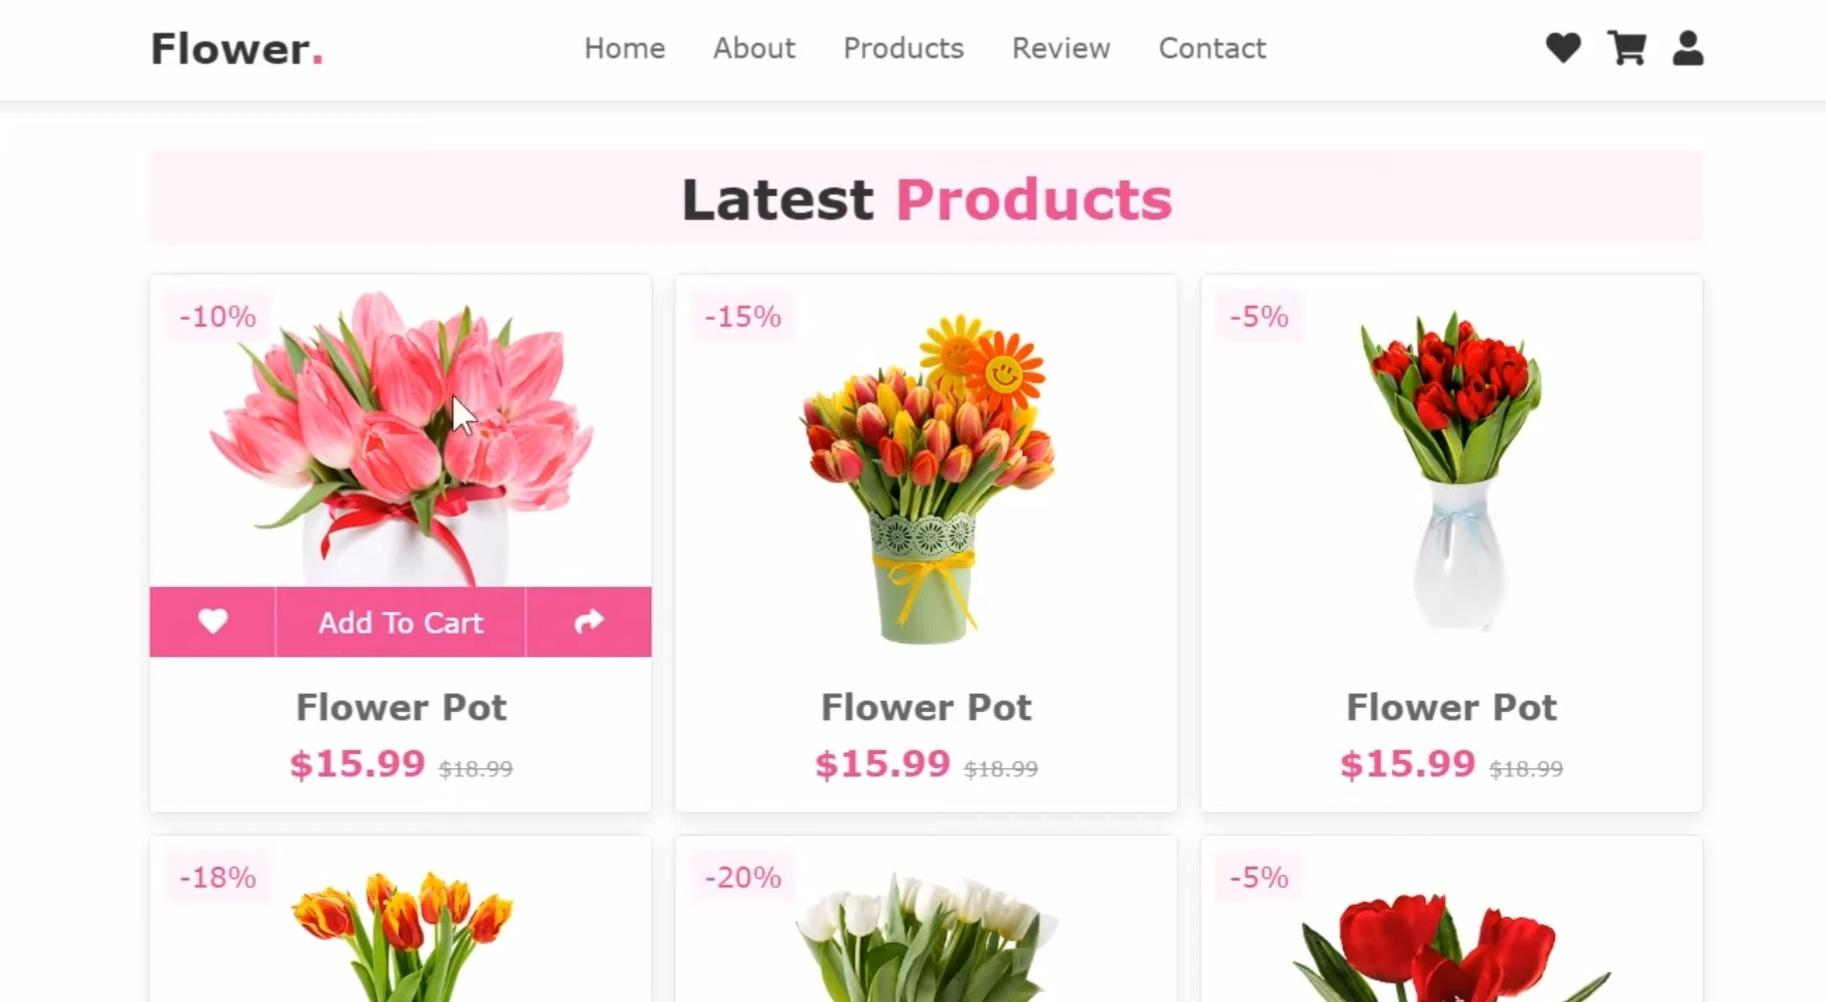 Flower.
Home About Products Review Contact
Latest Products
-10%
-15%
-5%
Add To Cart
Flower Pot
$15.99 $18.99
Flower Pot
$15.99 $18.99
Flower Pot
$15.99 $18.99
-18%
-20%
-5%